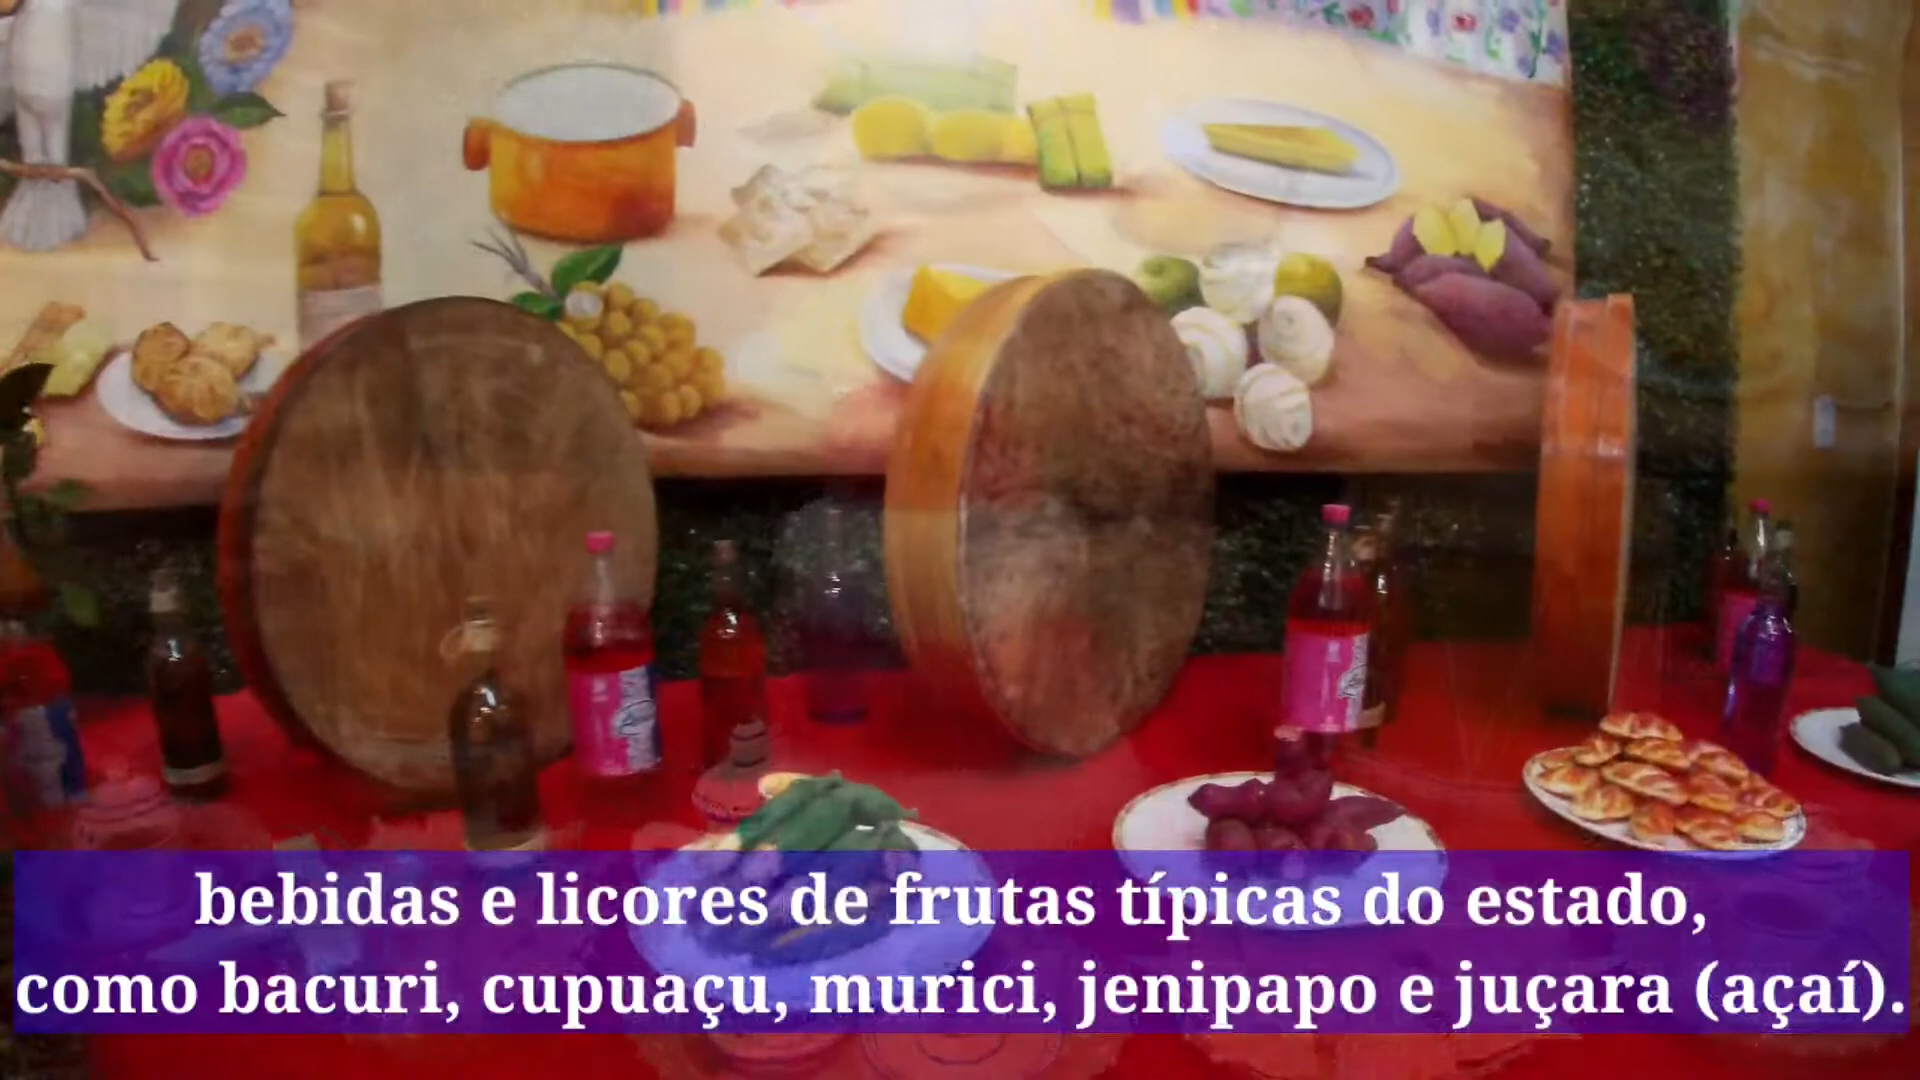 bebidas e licores de frutas típicas do estado,
como bacuri, cupuaçu, murici, jenipapo e juçara (açaí).